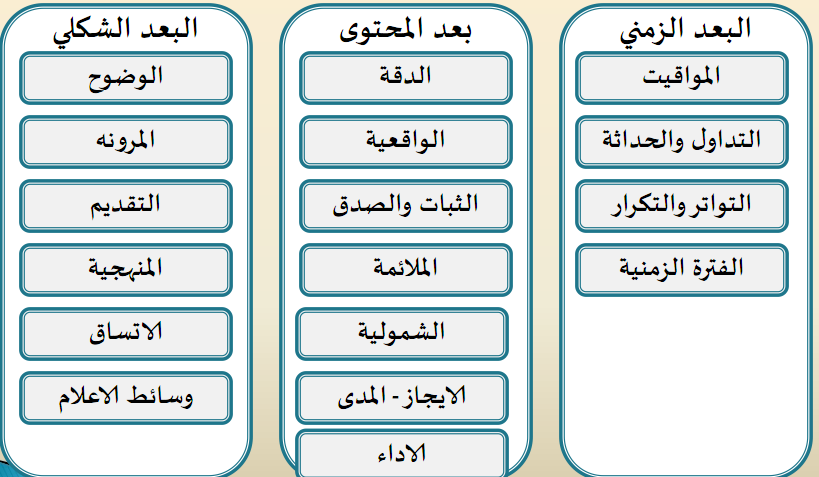 البعد الزمني
المواقيت
التداول والحداثة
التواتر والتكرار
الفترة الزمنية
بعد المحتوى
الدقة
الواقعية
الثبات والصدق
الملائمة
الشمولية
الايجاز - المدى
الاداء
البعد الشكلي
الوضوح
المرونه
التقديم
المنهجية
الاتساق
وسائط الاعلام